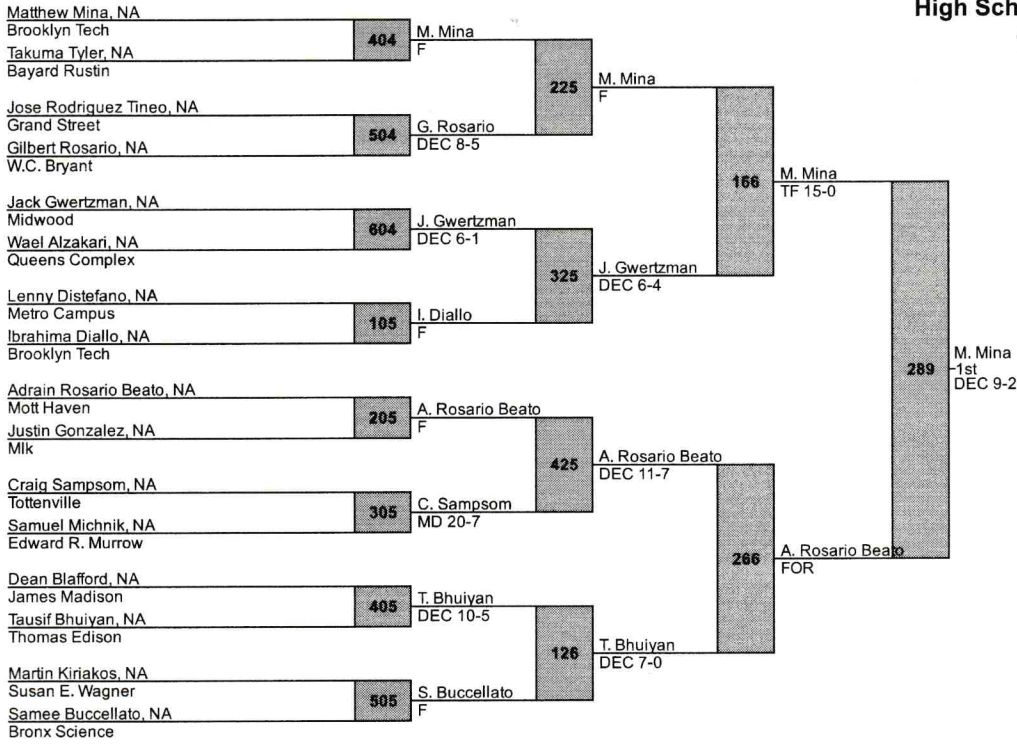 High Sch
Matthew Mina, NA
Brooklyn Tech
404
Takuma Tyler, NA
Bayard Rustin
M. Mina
F
225
Jose Rodriguez Tineo, NA
Grand Street
504
Gilbert Rosario, NA
W.C. Bryant
G. Rosario
DEC 8-5
M. Mina
F
166
Jack Gwertzman, NA
Midwood
604
Wael Alzakari, NA
Queens Complex
J. Gwertzman
DEC 6-1
325
Lenny Distefano, NA
Metro Campus
105
Ibrahima Diallo, NA
Brooklyn Tech
I. Diallo
F
J. Gwertzman
DEC 6-4
M. Mina
TF 15-0
289
Adrain Rosario Beato, NA
Mott Haven
205
Justin Gonzalez, NA
Mlk
A. Rosario Beato
F
425
Craig Sampsom, NA
Tottenville
305
Samuel Michnik, NA
Edward R. Murrow
C. Sampsom
MD 20-7
A. Rosario Beato
DEC 11-7
266
Dean Blafford, NA
James Madison
405
Tausif Bhuiyan, NA
Thomas Edison
T. Bhuiyan
DEC 10-5
126
Martin Kiriakos, NA
Susan E. Wagner
505
Samee Buccellato, NA
Bronx Science
S. Buccellato
F
T. Bhuiyan
DEC 7-0
A. Rosario Beato
FOR
M. Mina
1st
DEC 9-2